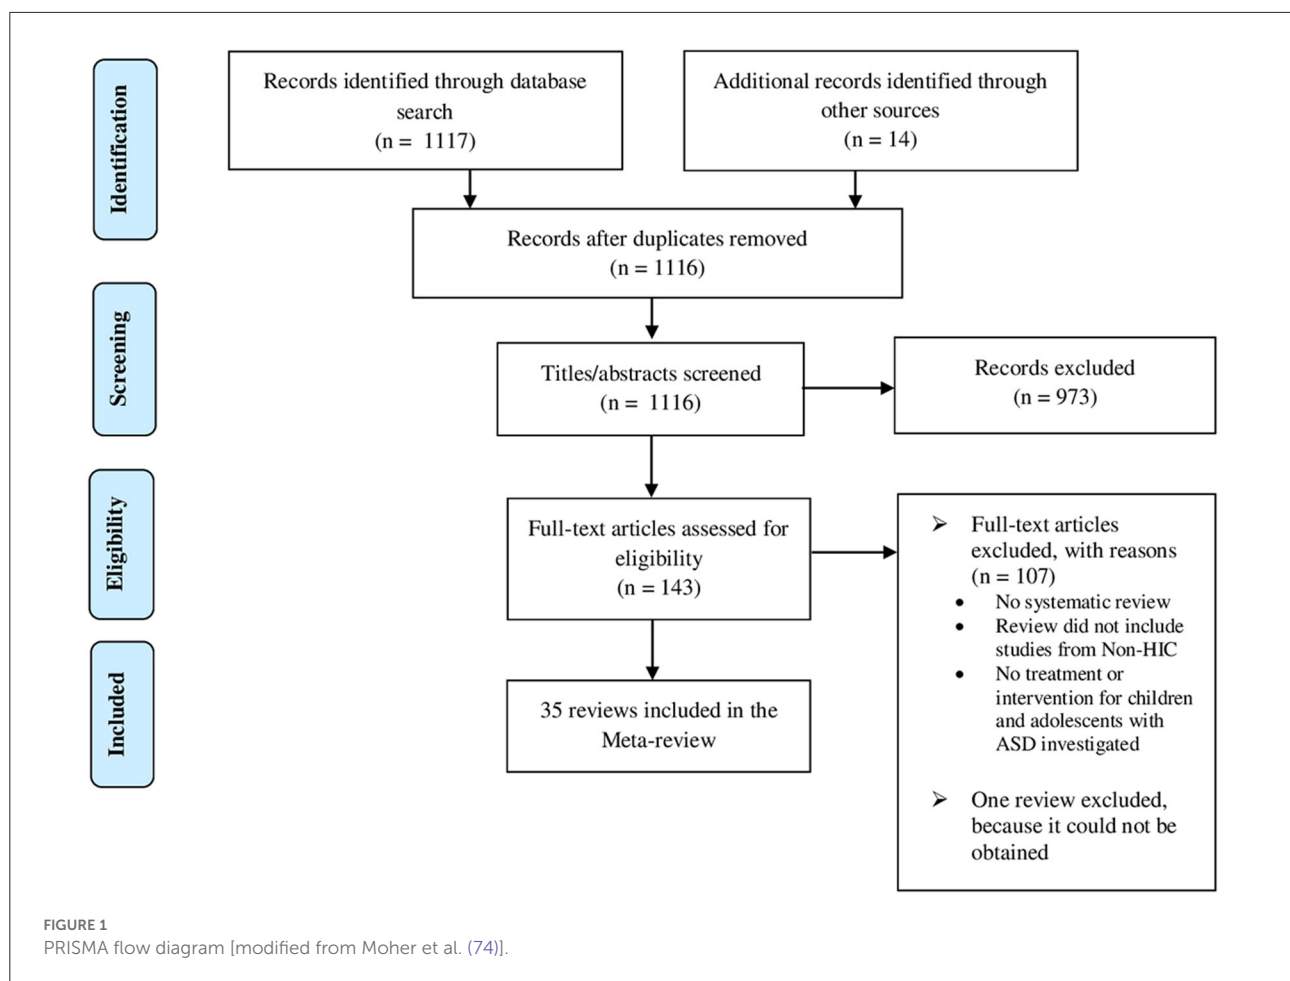 Identification
Records identified through database
search
(n = 1117)
Additional records identified through
other sources
(n = 14)
Records after duplicates removed
(n = 1116)
Screening
Titles/abstracts screened
(n = 1116)
Records excluded
(n = 973)
Eligibility
Full-text articles assessed for
eligibility
(n = 143)
➢ Full-text articles
excluded, with reasons
(n = 107)
• No systematic review
• Review did not include
studies from Non-HIC
• No treatment or
intervention for children
and adolescents with
ASD investigated
➢ One review excluded,
because it could not be
obtained
Included
35 reviews included in the
Meta-review
FIGURE 1
PRISMA flow diagram [modified from Moher et al. (74)].